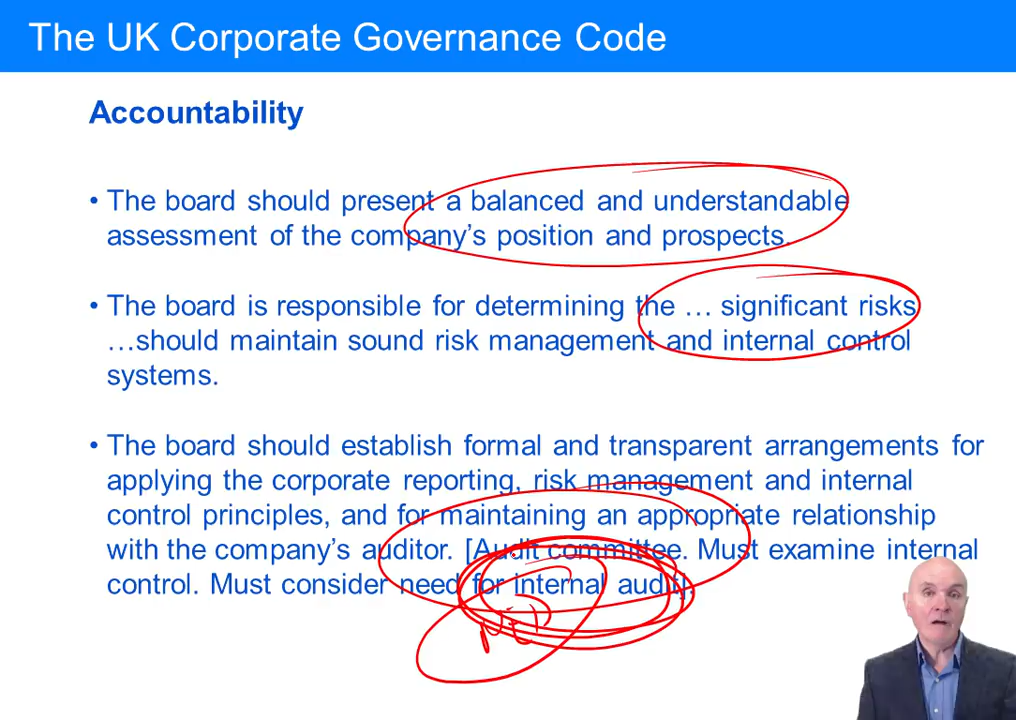 The UK Corporate Governance Code
Accountability
• The board should present a balanced and understandable
assessment of the company's position and prospects.
• The board is responsible for determining the … significant risks
…should maintain sound risk management and internal control
systems.
• The board should establish formal and transparent arrangements for
applying the corporate reporting, risk management and internal
control principles, and for maintaining an appropriate relationship
with the company's auditor. [Audit committee. Must examine internal
control. Must consider need for internal audit].
NED